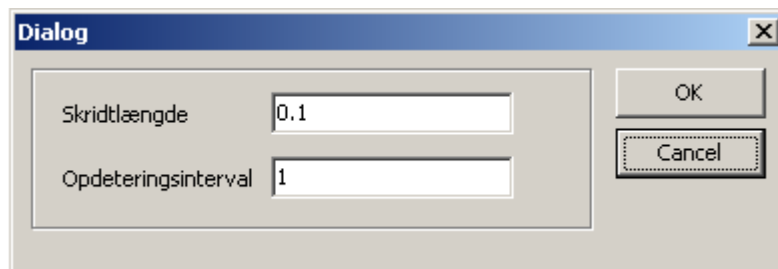 Dialog
Skridtlængde 0.1
Opdeteringsinterval 1
OK
Cancel